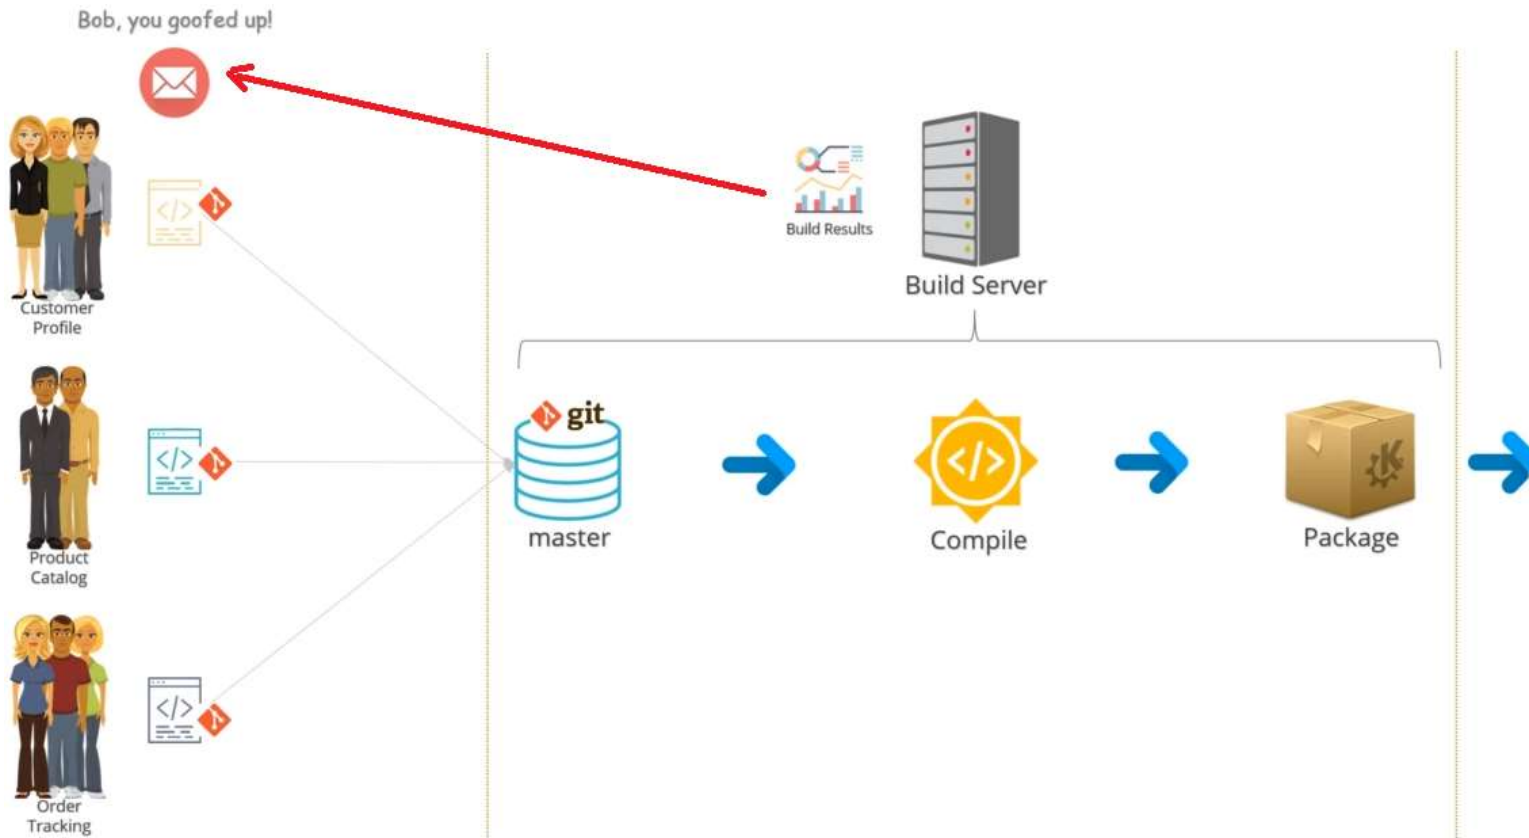 Bob, you goofed up!
Customer
Profile
Build Results
Build Server
Product
Catalog
git
master
</>
Compile
Package
Order
Tracking